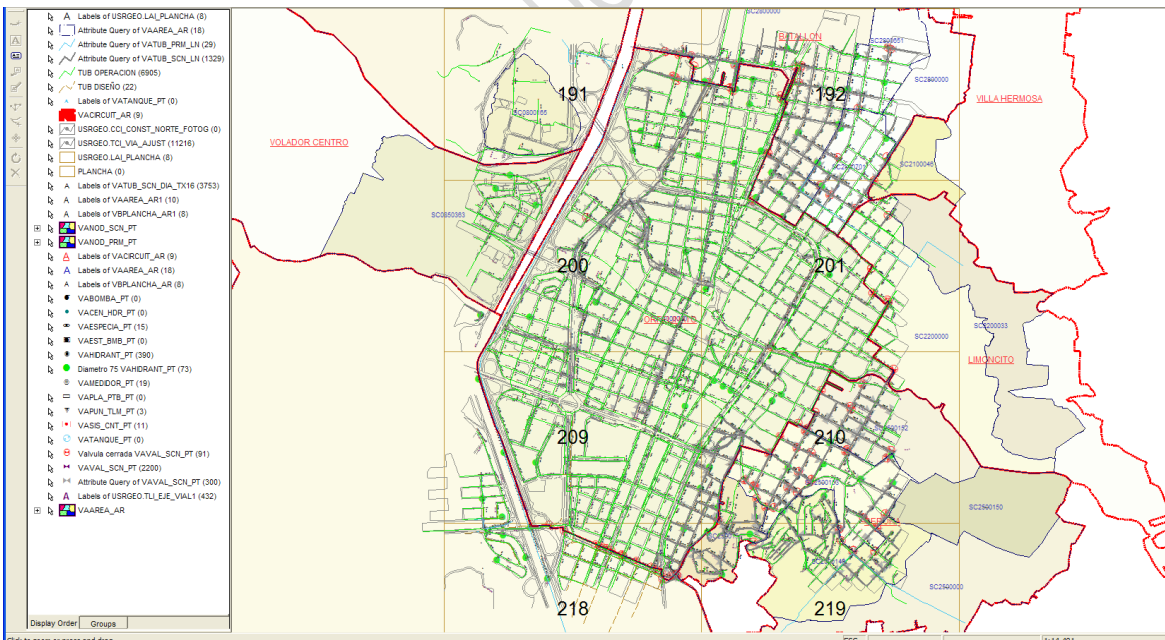 Labels of USRGEO.LAI_PLANCHA (8)
Attribute Query of VAAREA_AR (18)
Attribute Query of VATUB_PRM_LN (29)
Attribute Query of VATUB_SCN_LN (1329)
TUB OPERACION (6905)
TUB DISEÑO (22)
Labels of VATANQUE_PT (0)
VACIRCUIT_AR (9)
USRGEO.CCI_CONST_NORTE_FOTOG (0)
USRGEO.TCI_VIA_AJUST (11216)
USRGEO.LAI_PLANCHA (8)
PLANCHA (0)
Labels of VATUB_SCN_DIA_TX16 (3753)
Labels of VAAREA_AR1 (10)
Labels of VBPLANCHA_AR1 (8)
VANOD_SCN_PT
VANOD_PRM_PT
Labels of VACIRCUIT_AR (9)
Labels of VAAREA_AR (18)
Labels of VBPLANCHA_AR (8)
VABOMBA_PT (0)
VACEN_HDR_PT (0)
VAESPECIA_PT (15)
VAEST_BMB_PT (0)
VAHIDRANT_PT (390)
Diametro 75 VAHIDRANT_PT (73)
VAMEDIDOR_PT (19)
VAPLA_PTB_PT (0)
VAPUN_TLM_PT (3)
VASIS_CNT_PT (11)
VATANQUE_PT (0)
Valvula cerrada VAVAL_SCN_PT (91)
VAVAL_SCN_PT (2200)
Attribute Query of VAVAL_SCN_PT (300)
Labels of USRGEO.TLI_EJE_VIAL1 (432)
VAAREA_AR
Display Order
Groups
SC2800000
BATALLON
SC2600000
191
192
VILLA HERMOSA
SC0800165
VOLADOR CENTRO
SC2100046
SC0850363
200
201
SC2200000
SC2200033
LIMONCITO
209
210
SC2500150
SC2500000
218
219